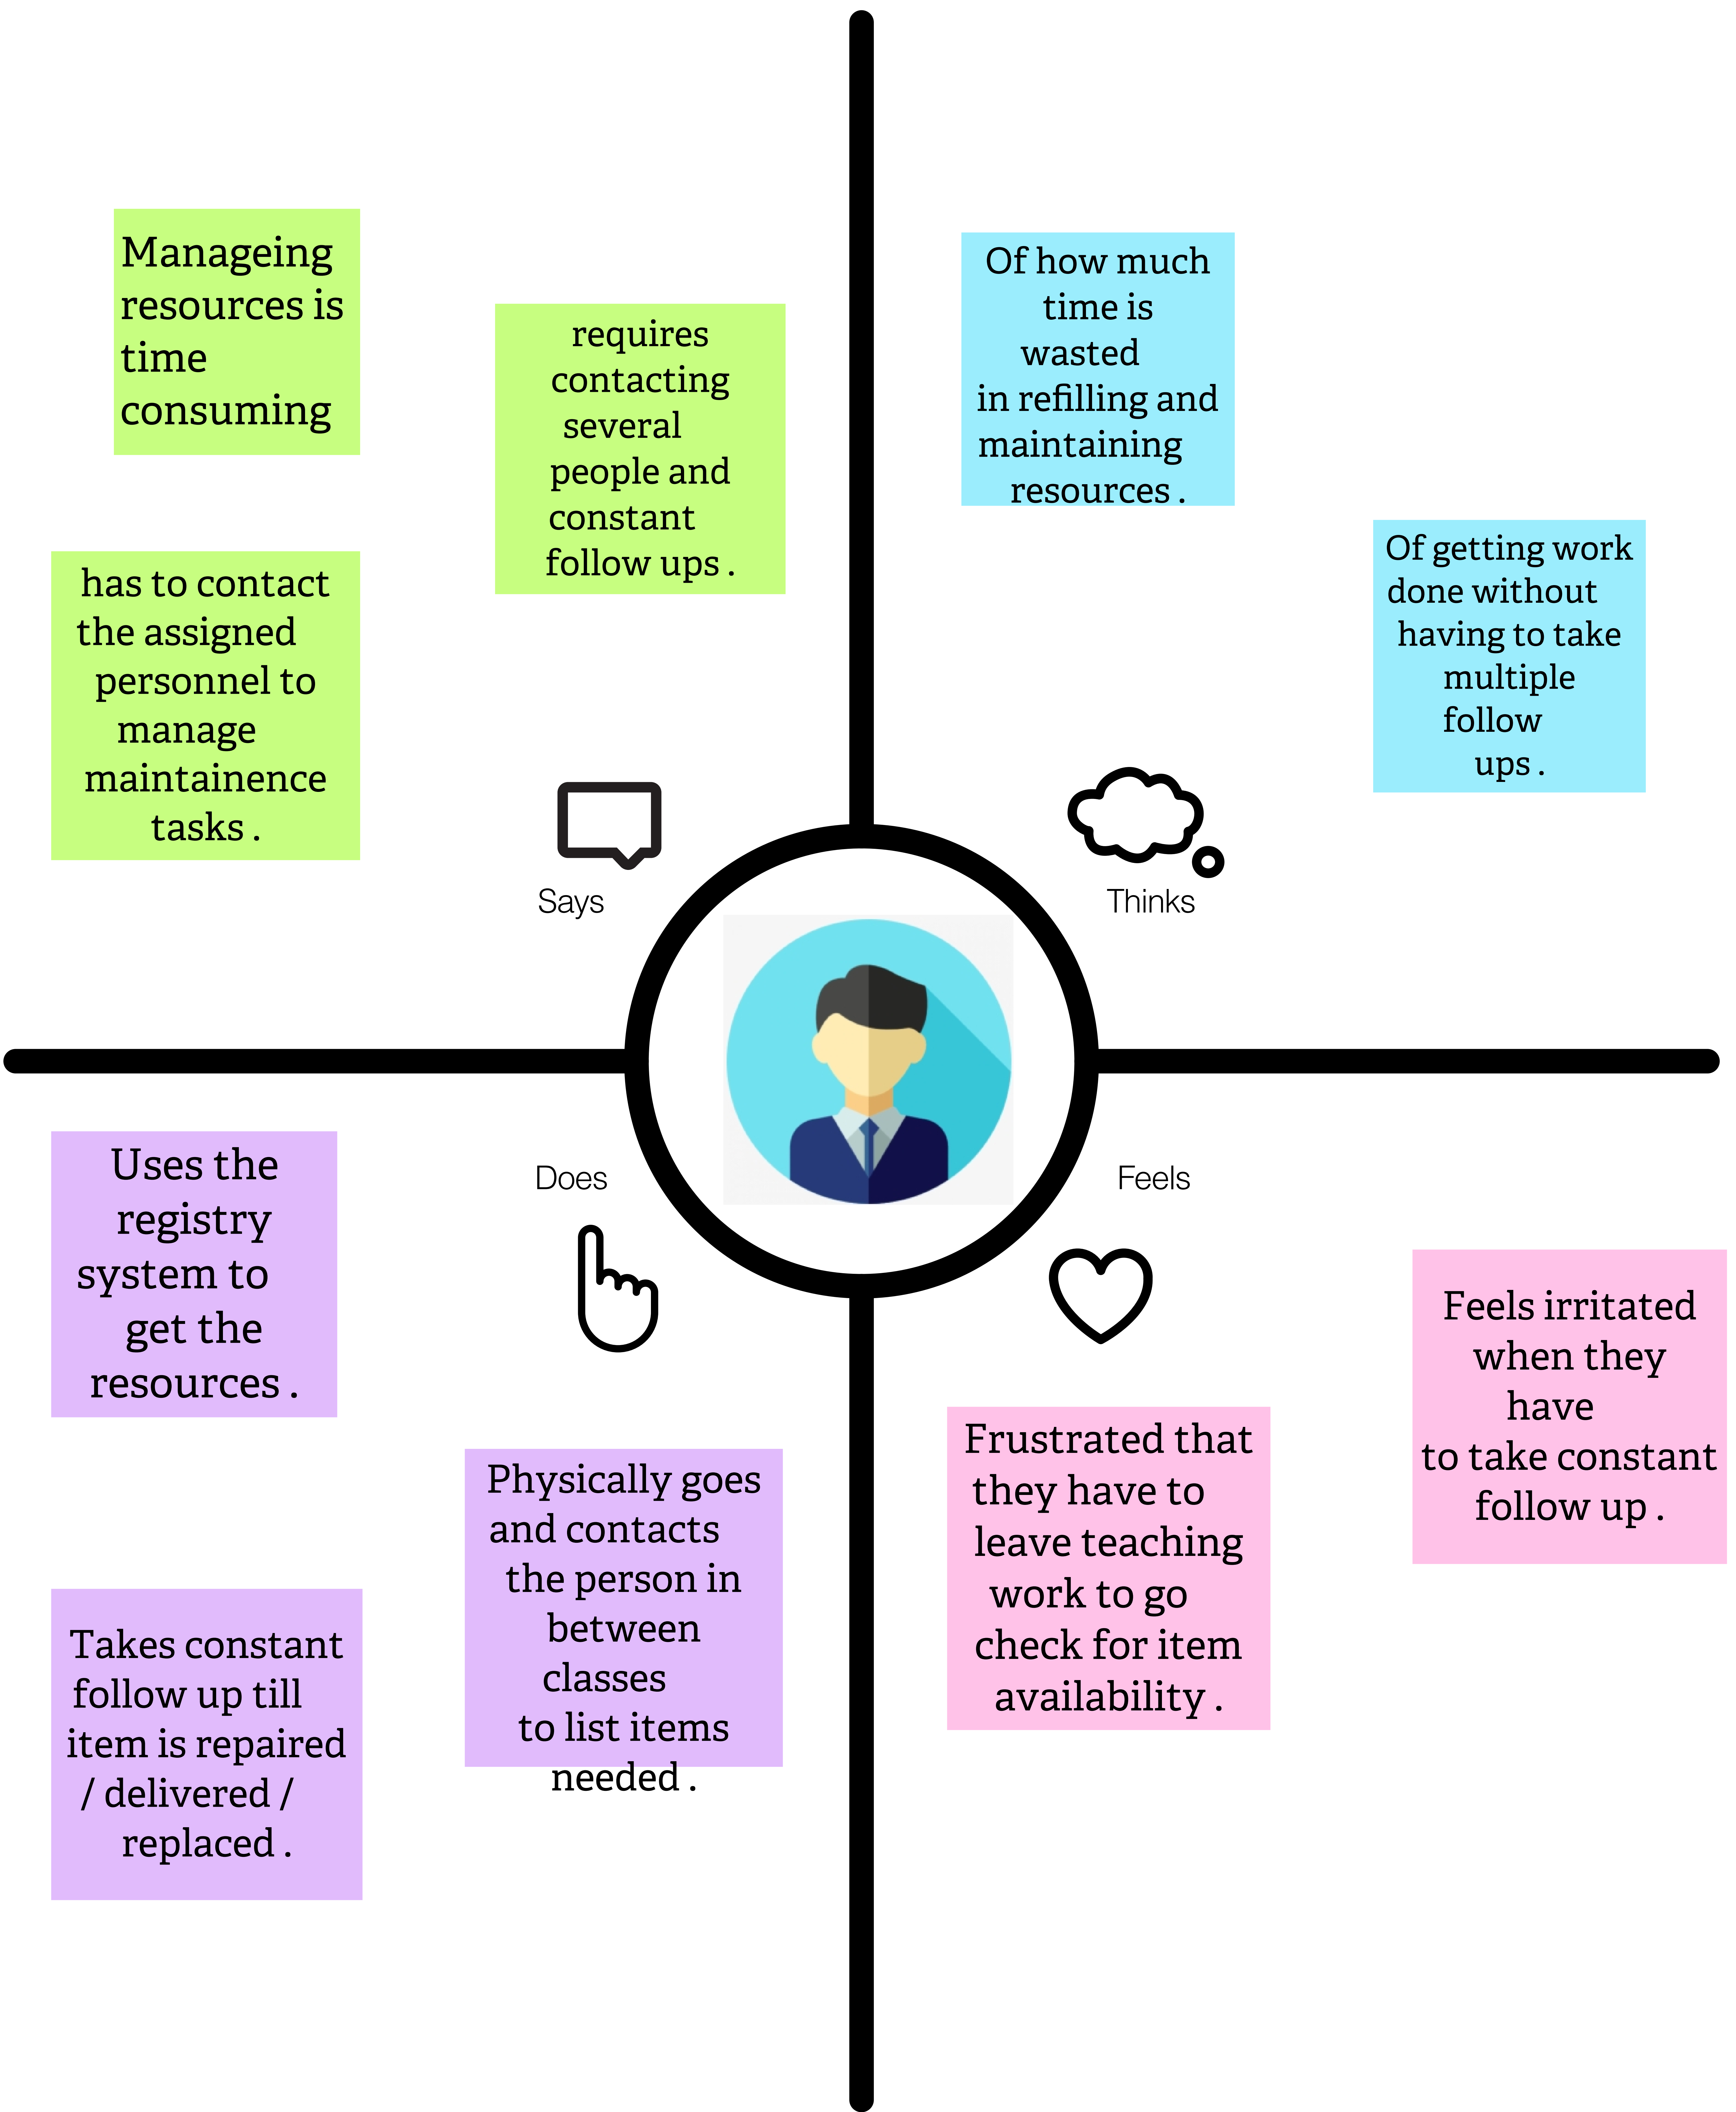 Manageing
resources is
time
consuming
requires
contacting
several
people and
constant
follow ups .
has to contact
the assigned
personnel to
manage
maintainence
tasks .
Says
Of how much
time is
wasted
in refilling and
maintaining
resources .
Of getting work
done without
having to take
multiple
follow
ups .
Thinks
Does
Uses the
registry
system to
get the
resources .
Physically goes
and contacts
the person in
between
classes
to list items
needed .
Takes constant
follow up till
item is repaired
/ delivered /
replaced .
Feels
Frustrated that
they have to
leave teaching
work to go
check for item
availability .
Feels irritated
when they
have
to take constant
follow up .